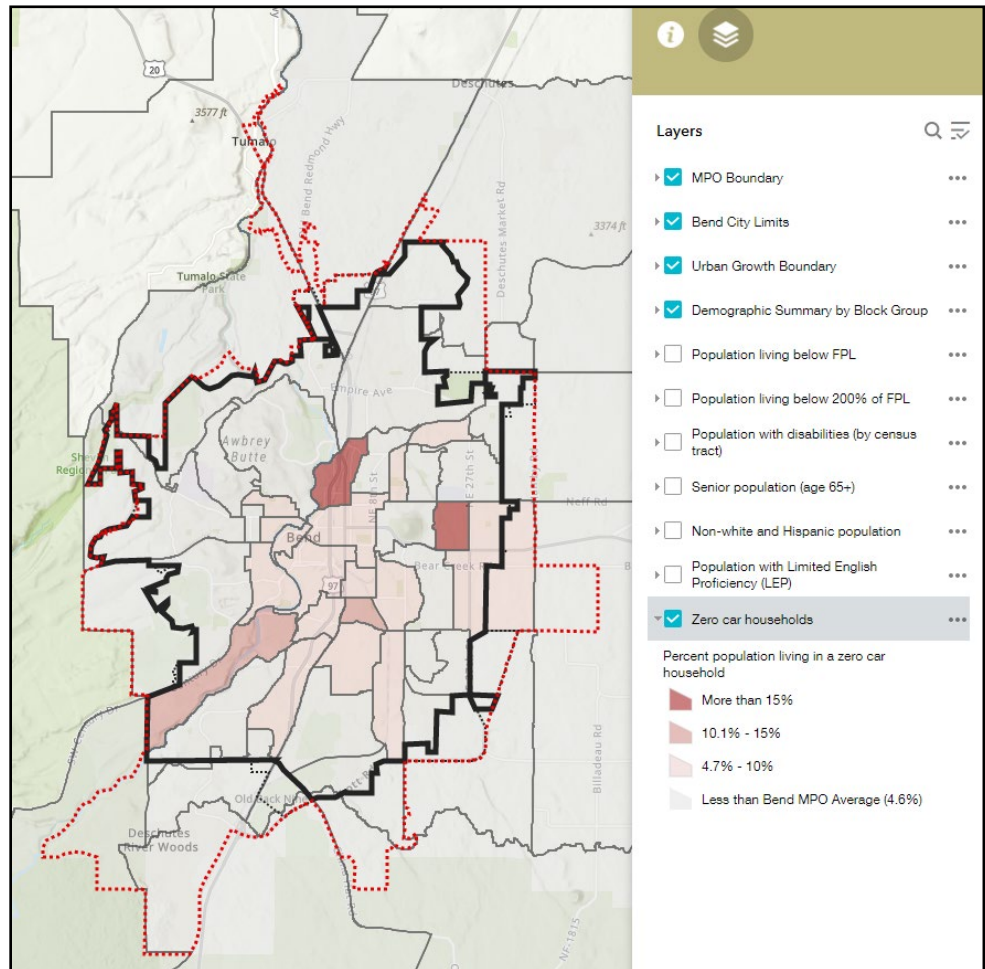 20
Deschutes
3577 ft
Tumalo
Bend Redmond Hwy
Deschutes Market Rd
3374 ft
Tumalo State
Park
Empire Ave
Awbrey
Butte
NE 8th St
NE 27th St
Neff Rd
Bend
Bear Creek
97
Billadeau Rd
Deschutes
River Woods
NF-1815
i
Layers
MPO Boundary
Bend City Limits
Urban Growth Boundary
Demographic Summary by Block Group
Population living below FPL
Population living below 200% of FPL
Population with disabilities (by census
tract)
Senior population (age 65+)
Non-white and Hispanic population
Population with Limited English
Proficiency (LEP)
Zero car households
Percent population living in a zero car
household
More than 15%
10.1% - 15%
4.7% - 10%
Less than Bend MPO Average (4.6%)